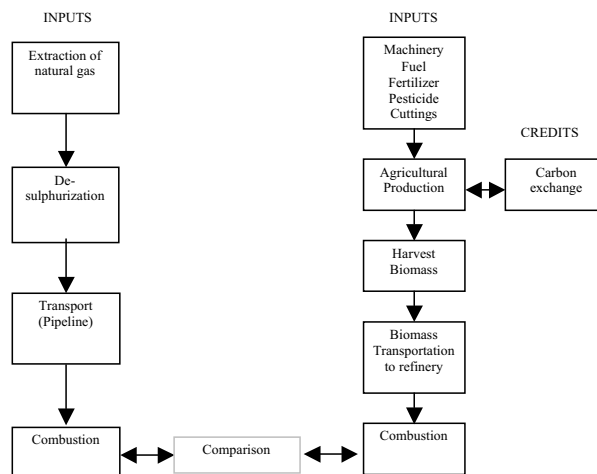 INPUTS
Extraction of
natural gas
De-
sulphurization
Transport
(Pipeline)
Combustion
Comparison
INPUTS
Machinery
Fuel
Fertilizer
Pesticide
Cuttings
CREDITS
Agricultural
Production
Carbon
exchange
Harvest
Biomass
Biomass
Transportation
to refinery
Combustion